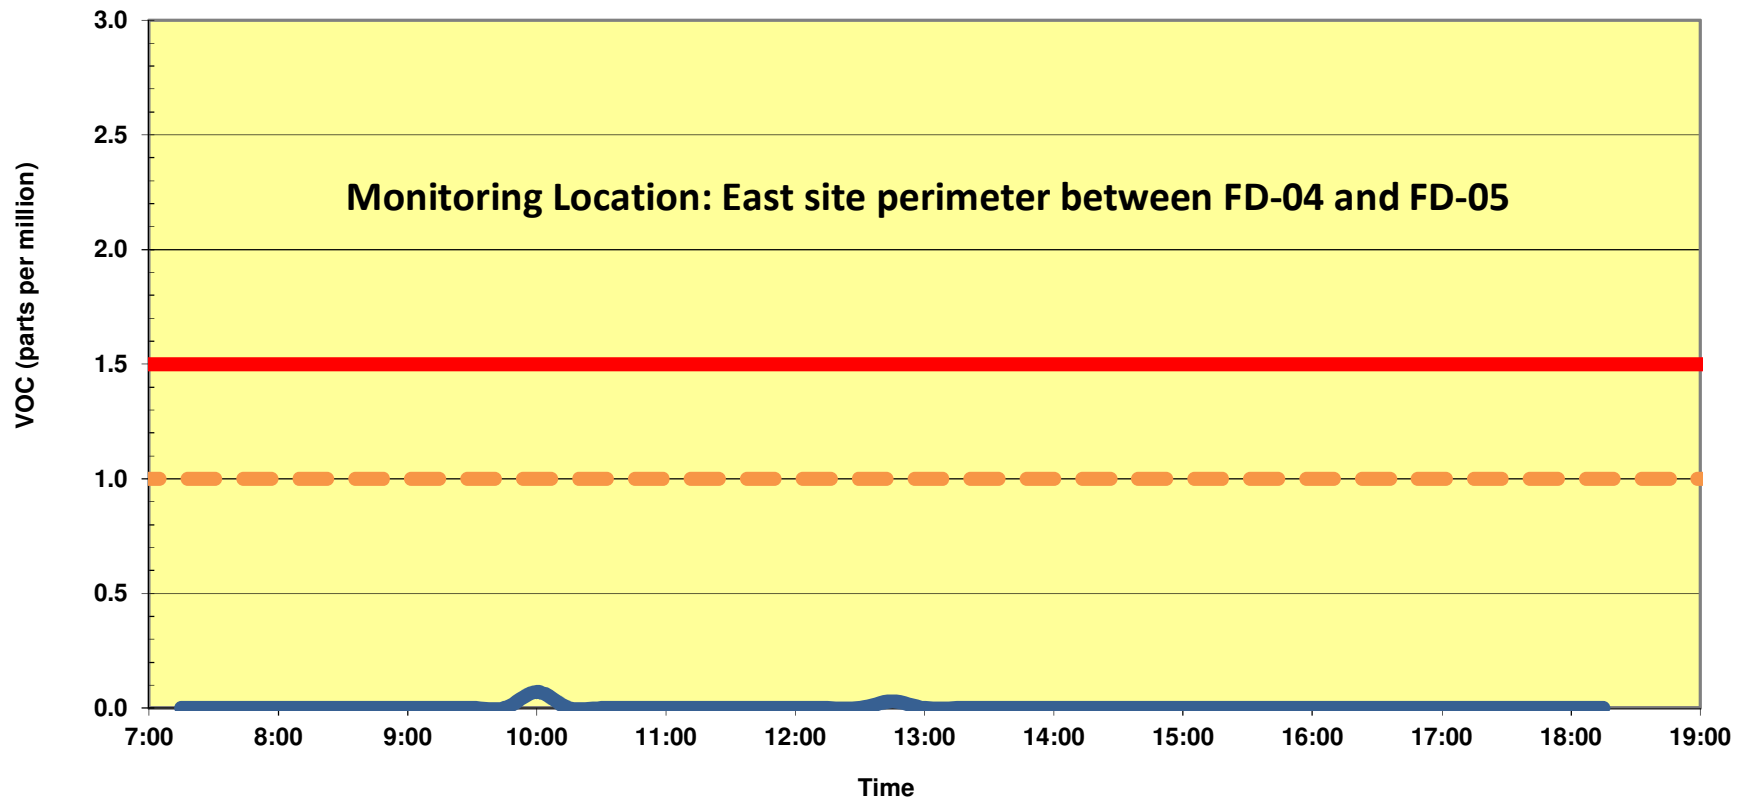 3.0
2.5
Monitoring Location: East site perimeter between FD-04 and FD-05
2.0
VOC (parts per million)
1.5
1.0
0.5
0.0
7:00 8:00 9:00 10:00 11:00 12:00 13:00 14:00 15:00 16:00 17:00 18:00 19:00
Time